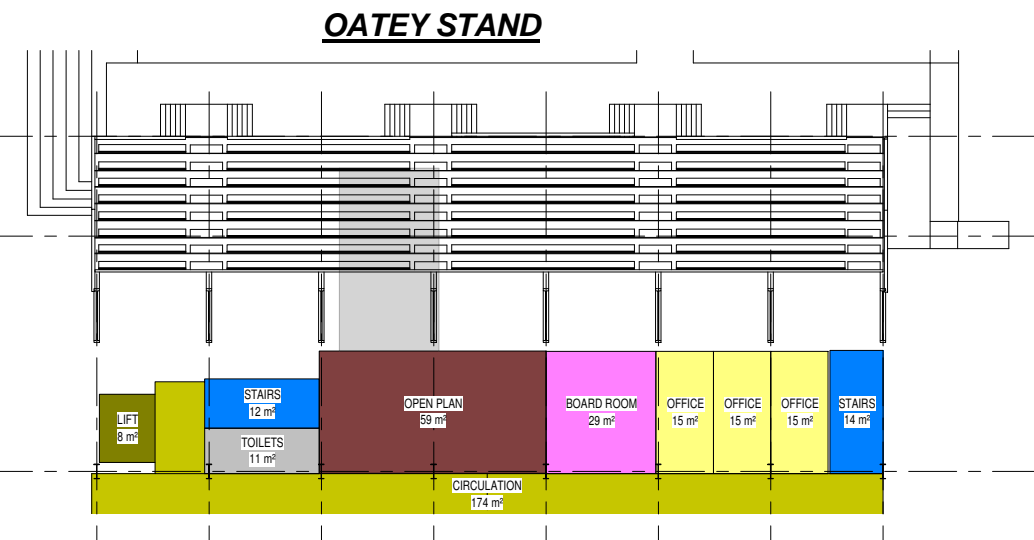 OATEY STAND
LIFT
8 m²
STAIRS
12 m²
TOILETS
11 m²
OPEN PLAN
59 m²
BOARD ROOM
29 m²
OFFICE
15 m²
OFFICE
15 m²
OFFICE
15 m²
STAIRS
14 m²
CIRCULATION
174 m²